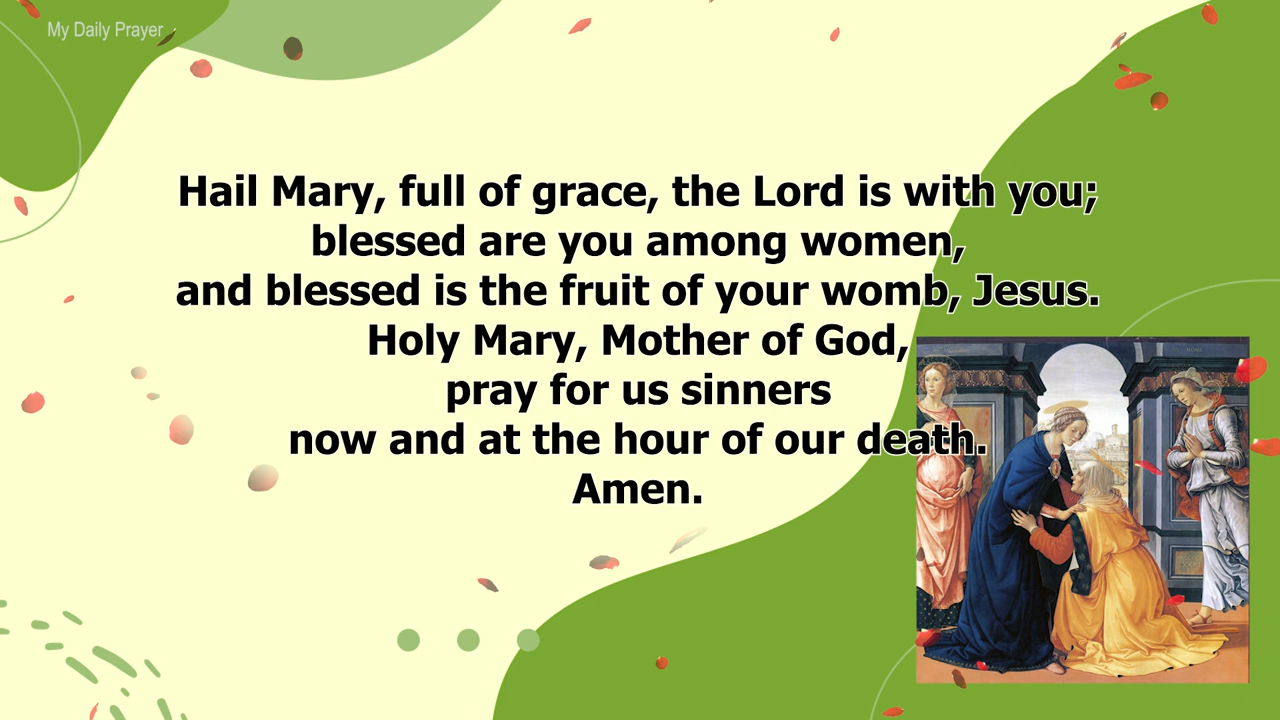 My Daily Prayer
Hail Mary, full of grace, the Lord is with you;
blessed are you among women,
and blessed is the fruit of your womb, Jesus.
Holy Mary, Mother of God,
pray for us sinners
now and at the hour of our death.
Amen.